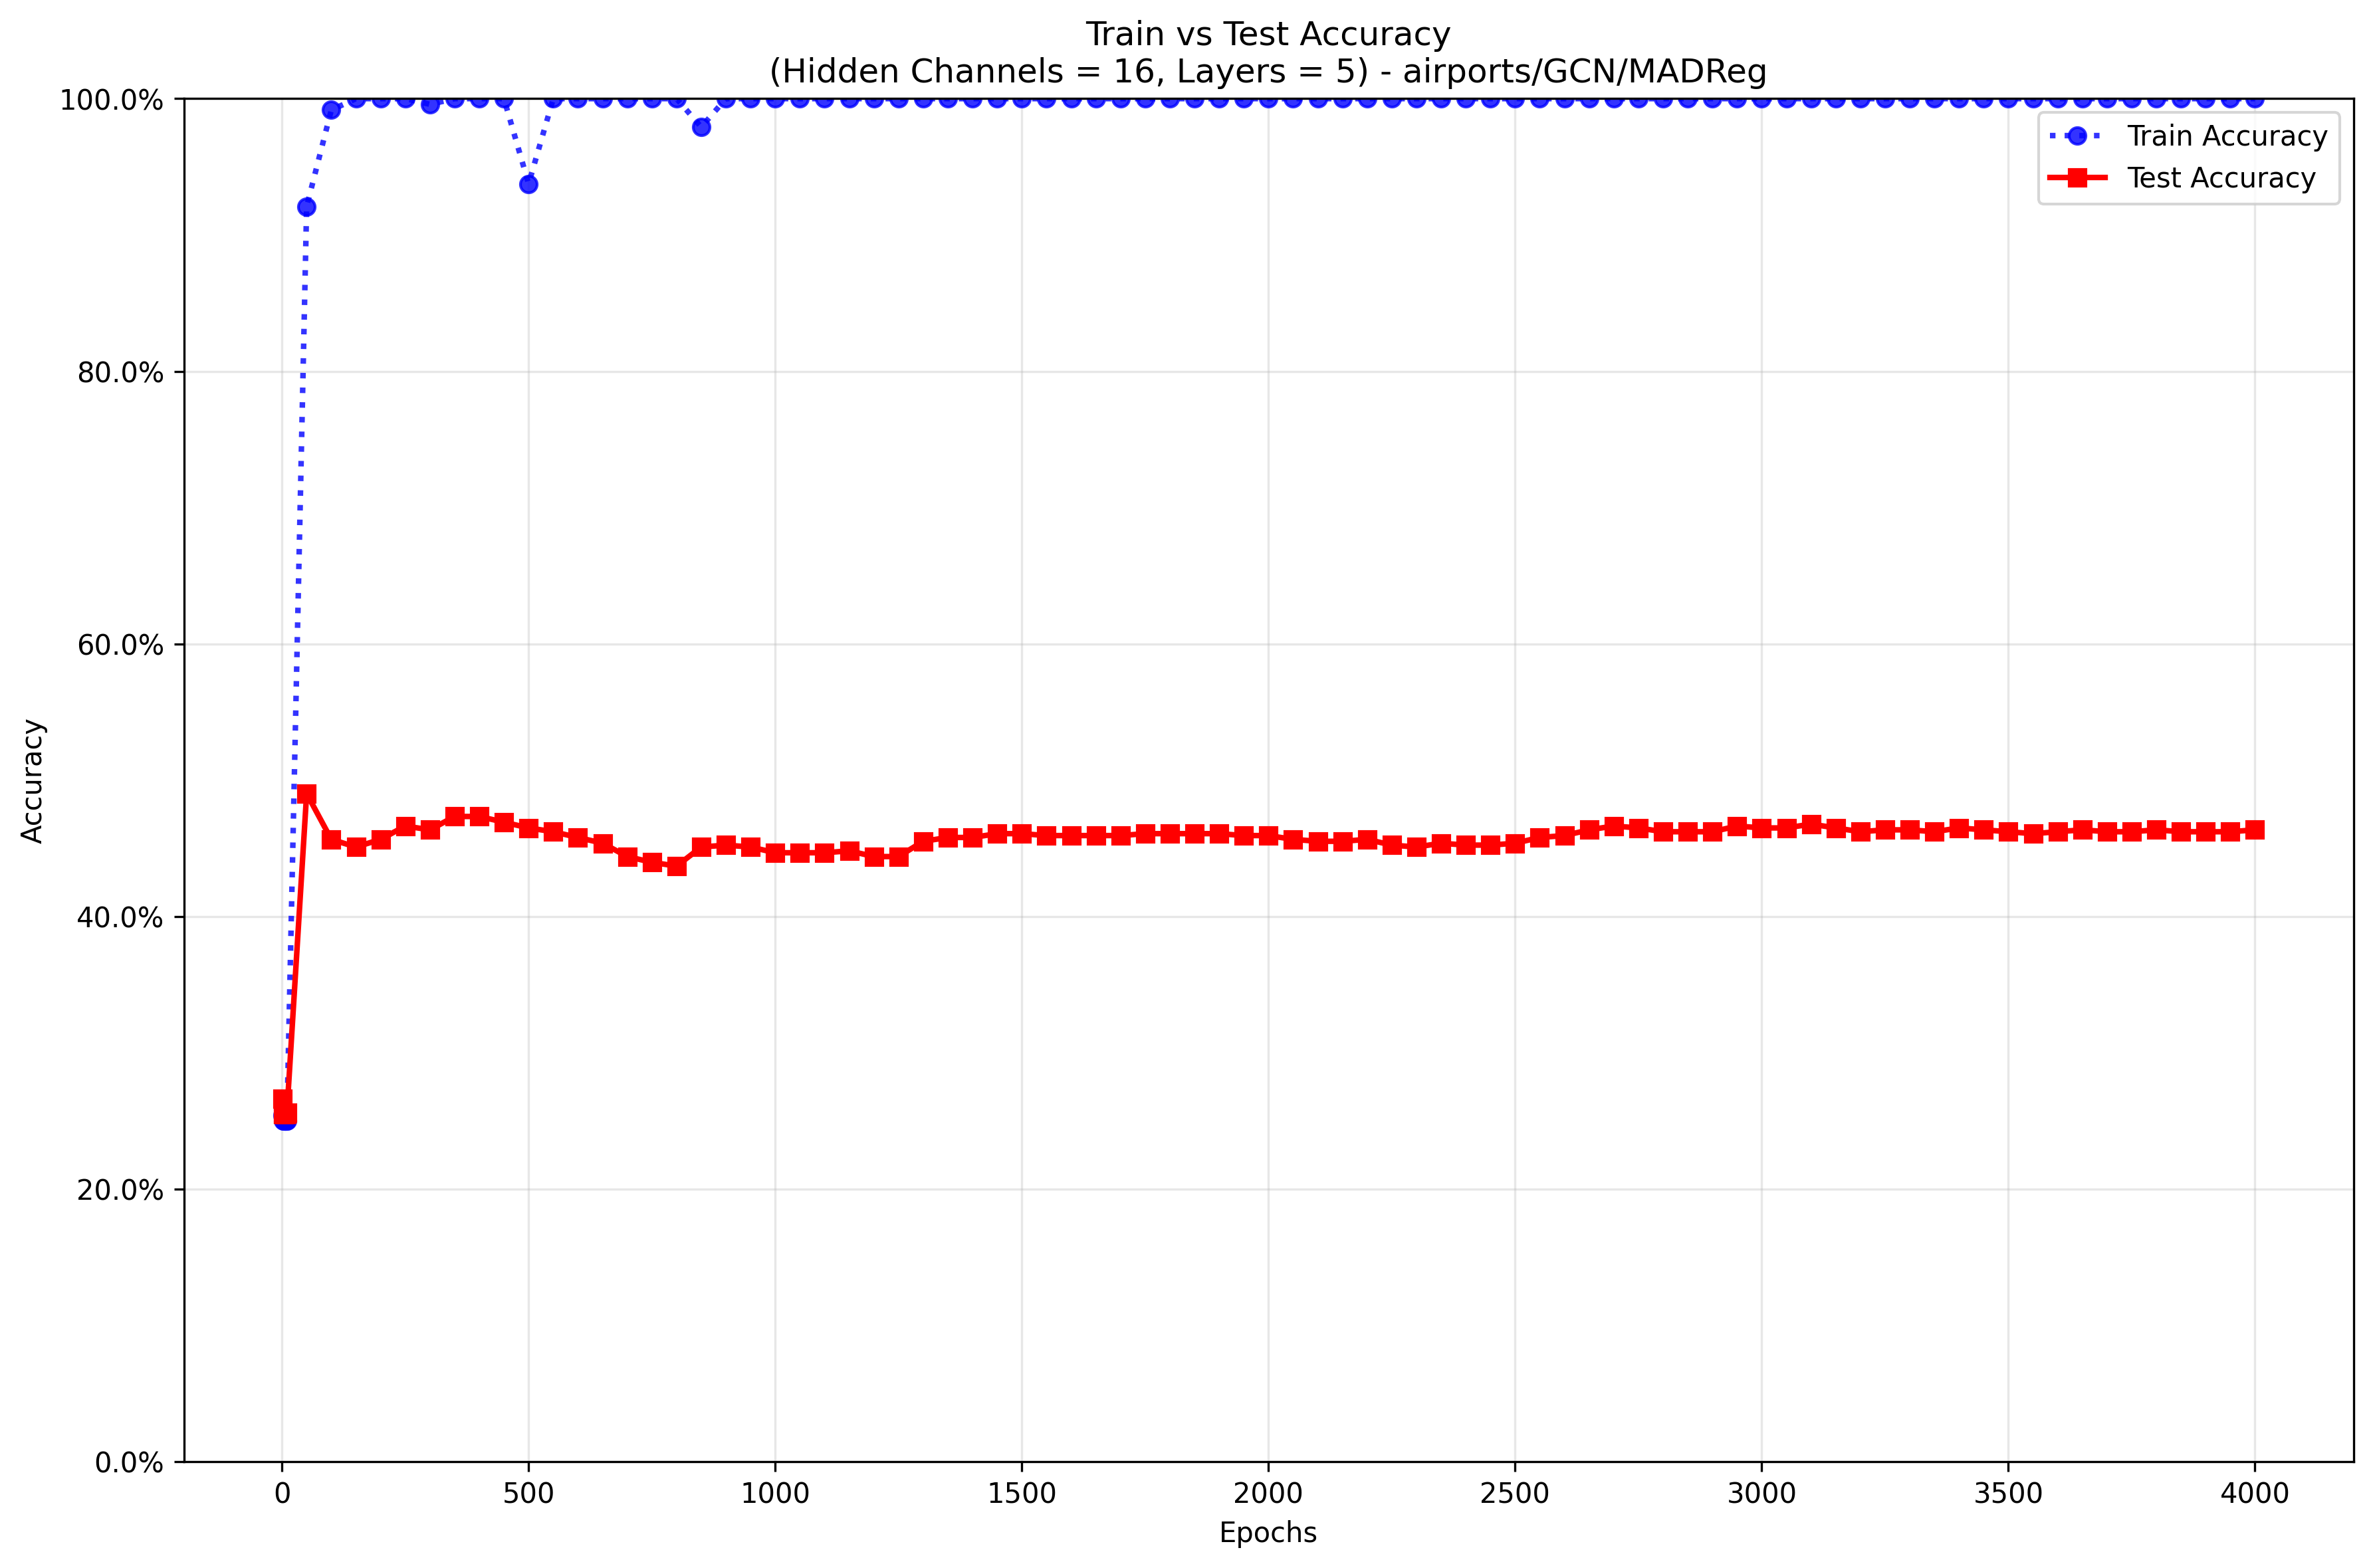 Train vs Test Accuracy
(Hidden Channels = 16, Layers = 5) - airports/GCN/MADReg
100.0%
80.0%
60.0%
40.0%
20.0%
0.0%
Accuracy
Train Accuracy
Test Accuracy
0 500 1000 1500 2000 2500 3000 3500 4000
Epochs